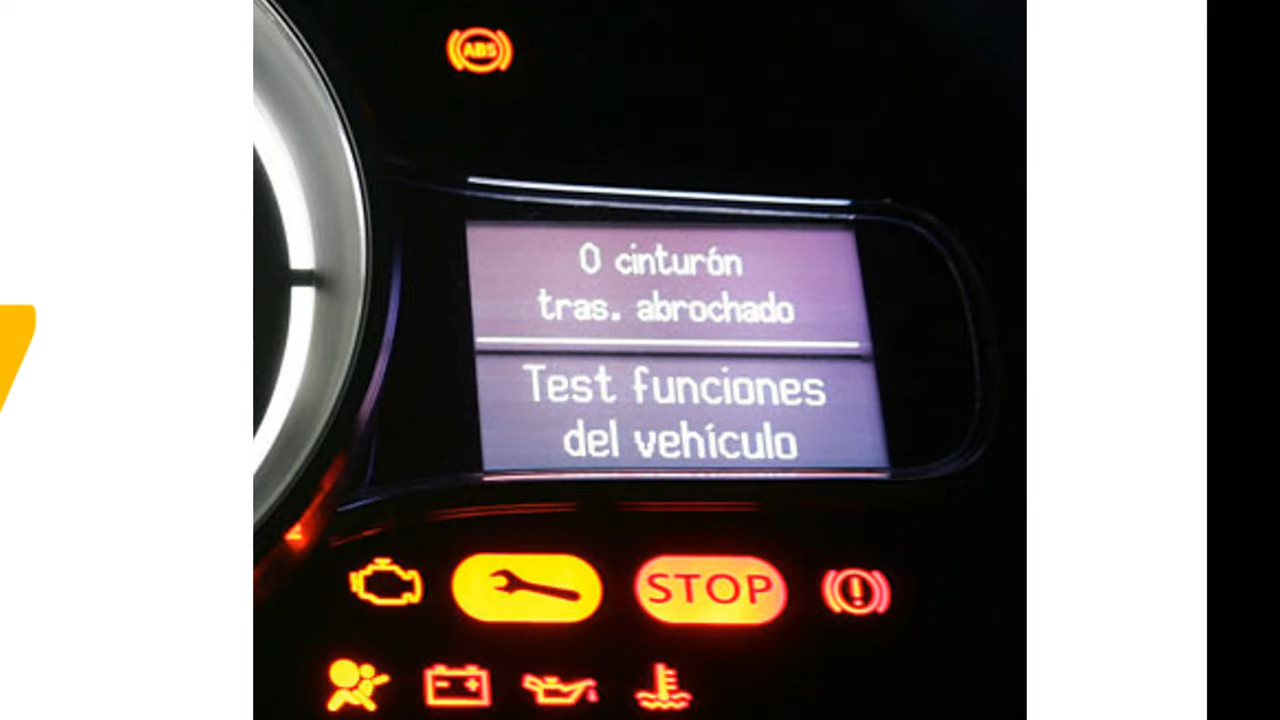 ABS
0 cinturón
tras. abrochado
Test funciones
del vehículo
STOP